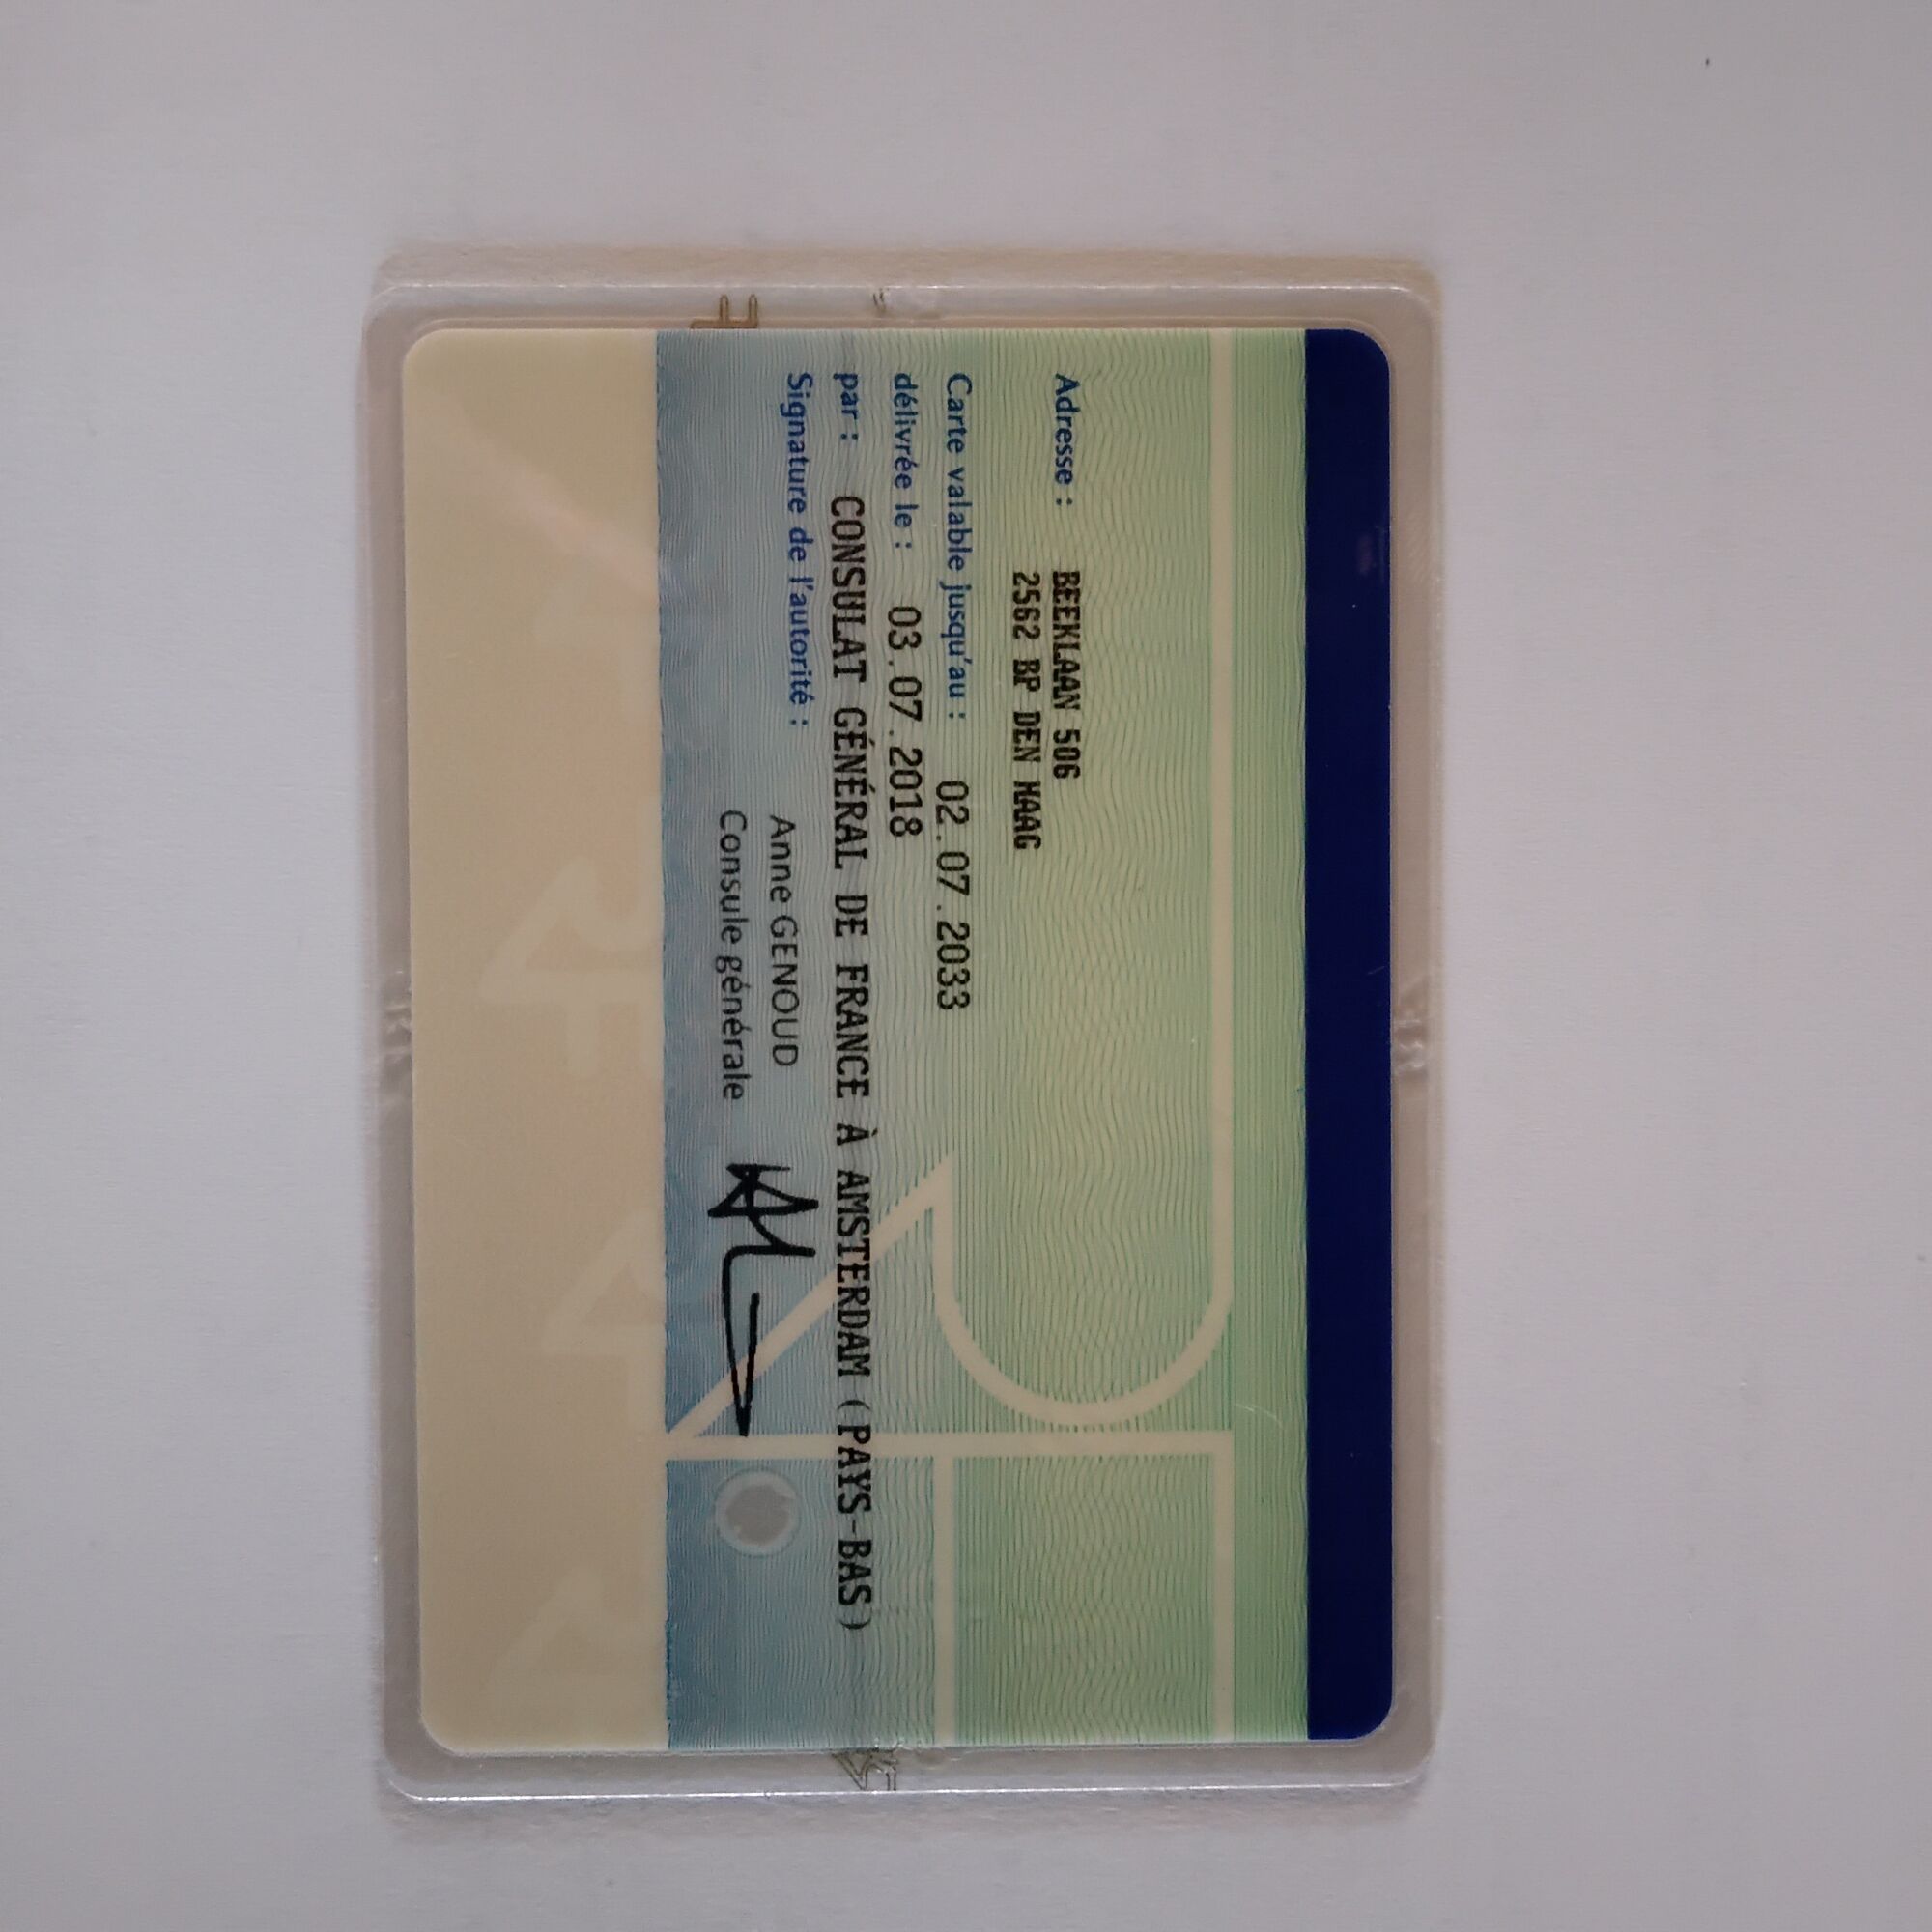 Adresse : BEEKLAAN 506
2562 BP DEN HAAG
Carte valable jusqu'au : 02.07.2033
délivrée le : 03.07.2018
par : CONSULAT GÉNÉRAL DE FRANCE À AMSTERDAM (PAYS-BAS)
Signature de l'autorité :
Anne GENOUD
Consule générale